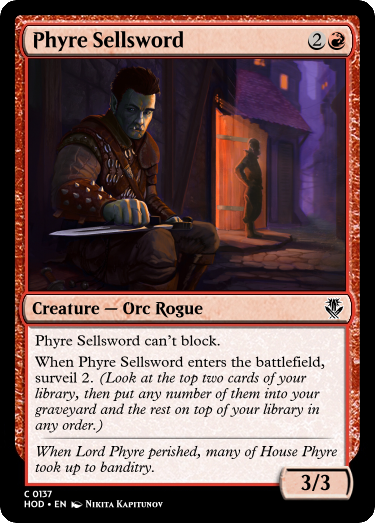 Phyre Sellsword 2
Creature — Orc Rogue
Phyre Sellsword can't block.
When Phyre Sellsword enters the battlefield,
surveil 2. (Look at the top two cards of your
library, then put any number of them into your
graveyard and the rest on top of your library in
any order.)
When Lord Phyre perished, many of House Phyre
took up to banditry.
3/3
C 0137
HOD • EN Nikita Kapitunov